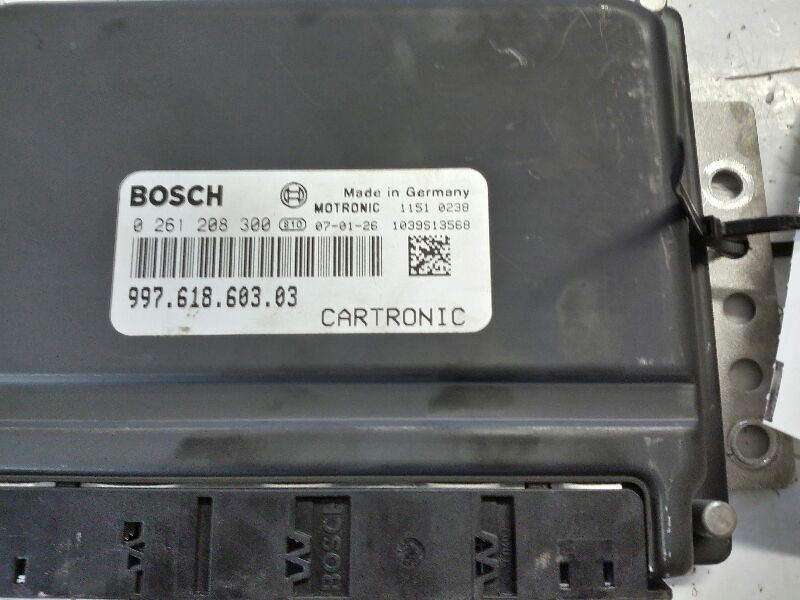 BOSCH
Made in Germany
MOTRONIC 1151 0238
0 261 208 300 S10 07-01-26 1039S13568
997.618.603.03
CARTRONIC
BOSCH